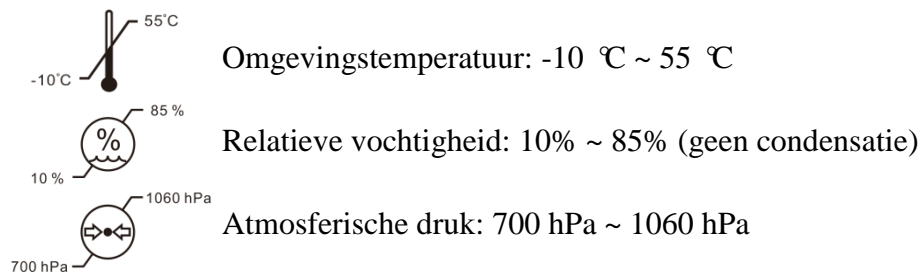 55°C
-10°C
Omgevingstemperatuur: -10 ℃ ~ 55 ℃
85 %
%
10 %
Relatieve vochtigheid: 10% ~ 85% (geen condensatie)
1060 hPa
700 hPa
Atmosferische druk: 700 hPa ~ 1060 hPa